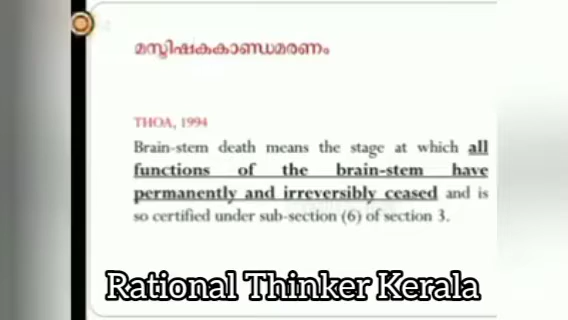 മസ്തിഷ്കകാണ്ഡമരണം
THOA, 1994
Brain-stem death means the stage at which all
functions of the brain-stem have
permanently and irreversibly ceased and is
so certified under sub-section (6) of section 3.
Rational Thinker Kerala